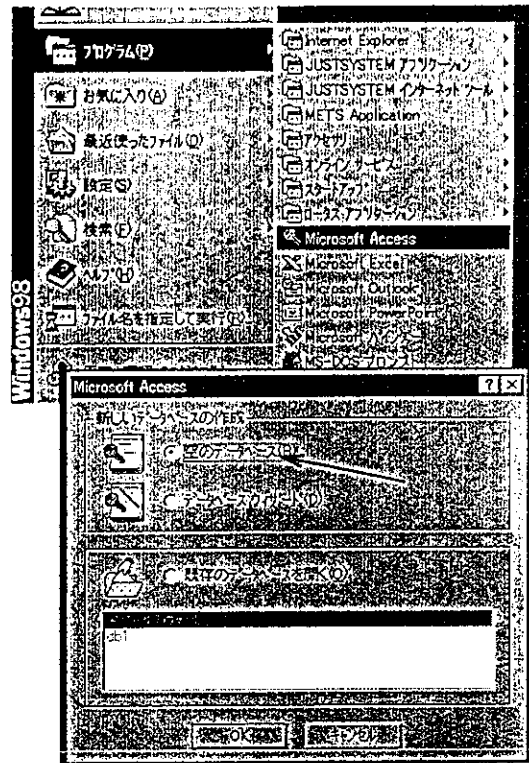 プログラム(P)
お気に入り(A)
最近使ったファイル(D)
設定(S)
検索(F)
ヘルプ(H)
ファイル名を指定して実行(R)...
Windows98
Internet Explorer
JUSTSYSTEM アプリケーション
JUSTSYSTEM インターネット ツール
METS Application
アクセサリ
オンライン サービス
スタートアップ
ロータス アプリケーション
Microsoft Access
Microsoft Excel
Microsoft Outlook
Microsoft PowerPoint
Microsoft バインダー
MS-DOS プロンプト
Microsoft Access
新しいデータベースの作成
空のデータベース(B)
データベース ウィザード(D)
既存のデータベースを開く(O)
db1
OK
キャンセル